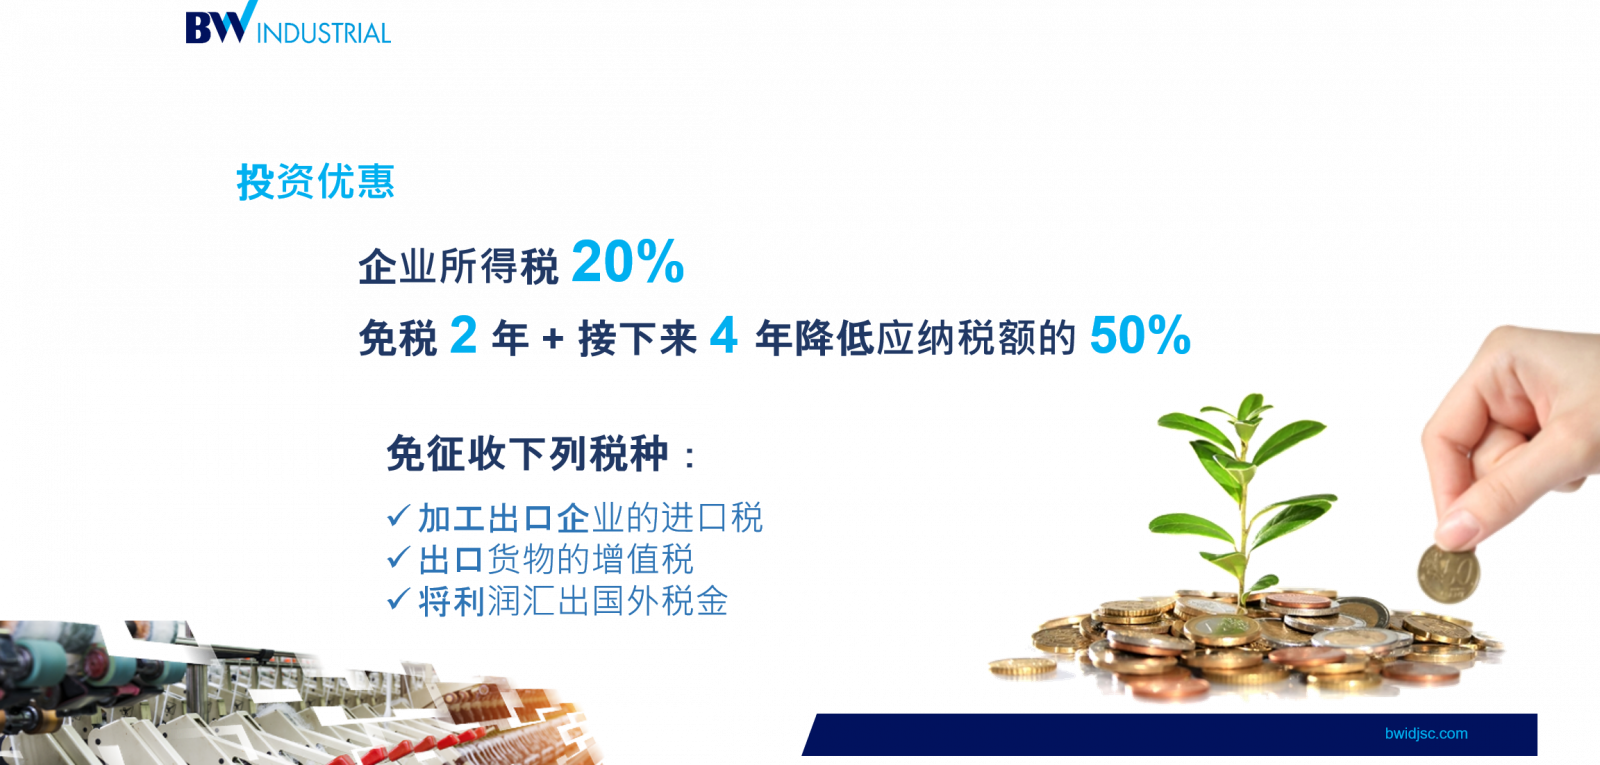 BW INDUSTRIAL
投资优惠
企业所得税 20%
免税 2 年 + 接下来 4 年降低应纳税额的 50%
免征收下列税种：
✓ 加工出口企业的进口税
✓ 出口货物的增值税
✓ 将利润汇出国外税金
bwidjsc.com